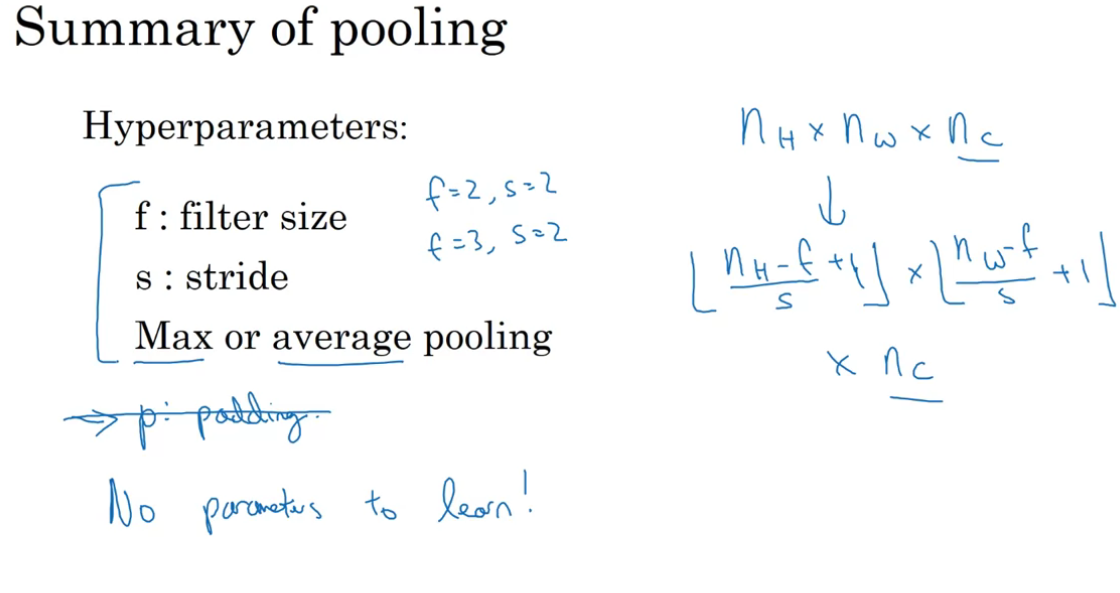 Summary of pooling
Hyperparameters:
f : filter size
s : stride
Max or average pooling
f=2, s=2
f=3, s=2
p: padding.
No parameters to learn!
n_H × n_W × n_C
↓
⌊(n_H - f)/s + 1⌋ × ⌊(n_W - f)/s + 1⌋
× n_C